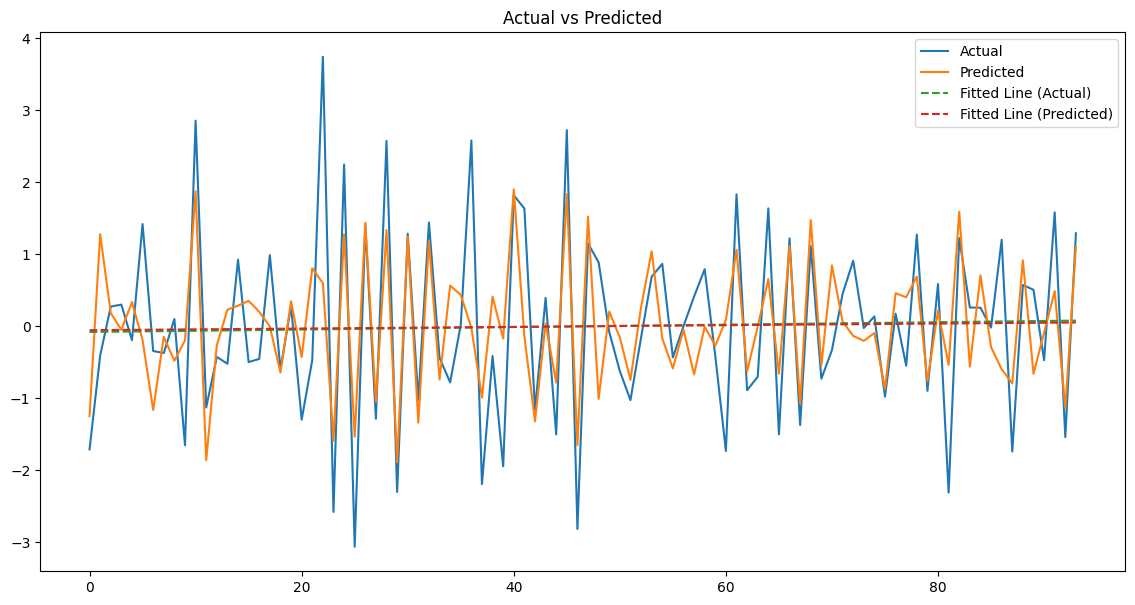 Actual vs Predicted
Actual
Predicted
Fitted Line (Actual)
Fitted Line (Predicted)
4
3
2
1
0
−1
−2
−3
0 20 40 60 80